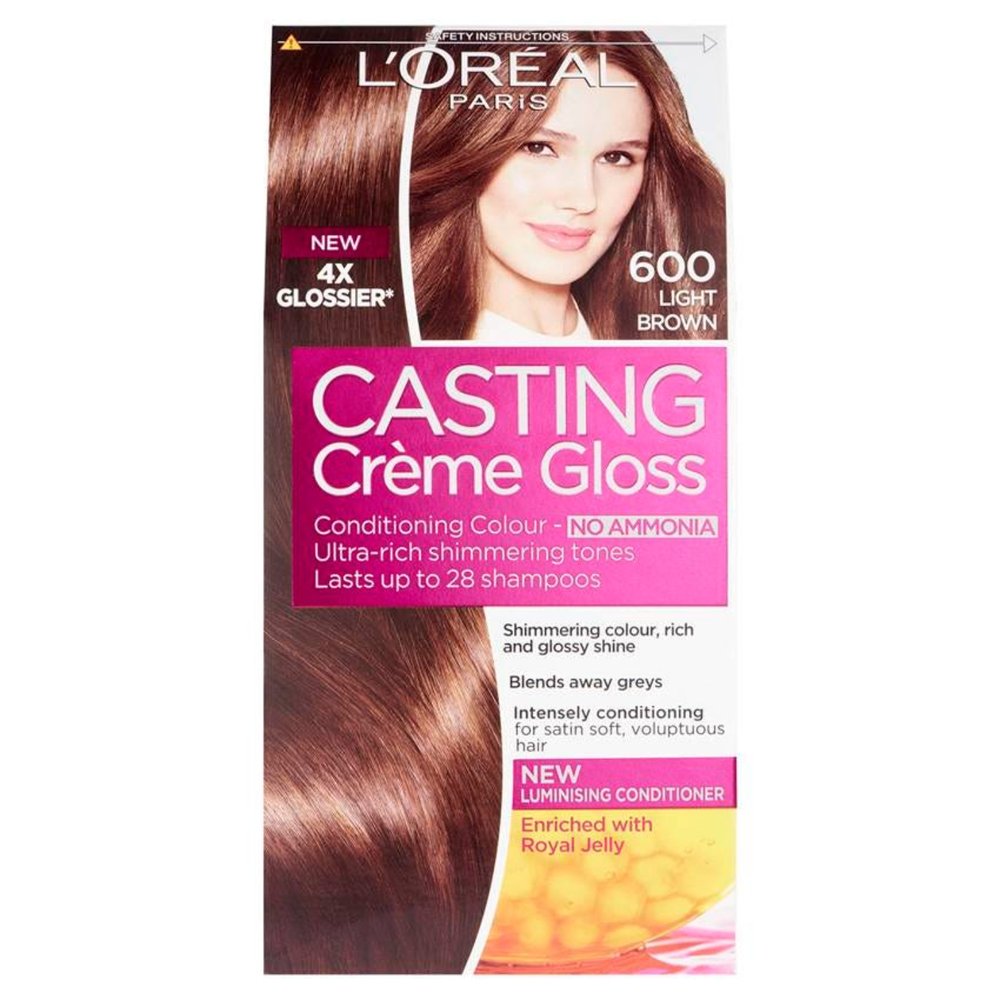 SAFETY INSTRUCTIONS
L'ORÉAL
PARiS
NEW
4X
GLOSSIER*
600
LIGHT
BROWN
CASTING
Crème Gloss
Conditioning Colour - NO AMMONIA
Ultra-rich shimmering tones
Lasts up to 28 shampoos
Shimmering colour, rich
and glossy shine
Blends away greys
Intensely conditioning
for satin soft, voluptuous
hair
NEW
LUMINISING CONDITIONER
Enriched with
Royal Jelly